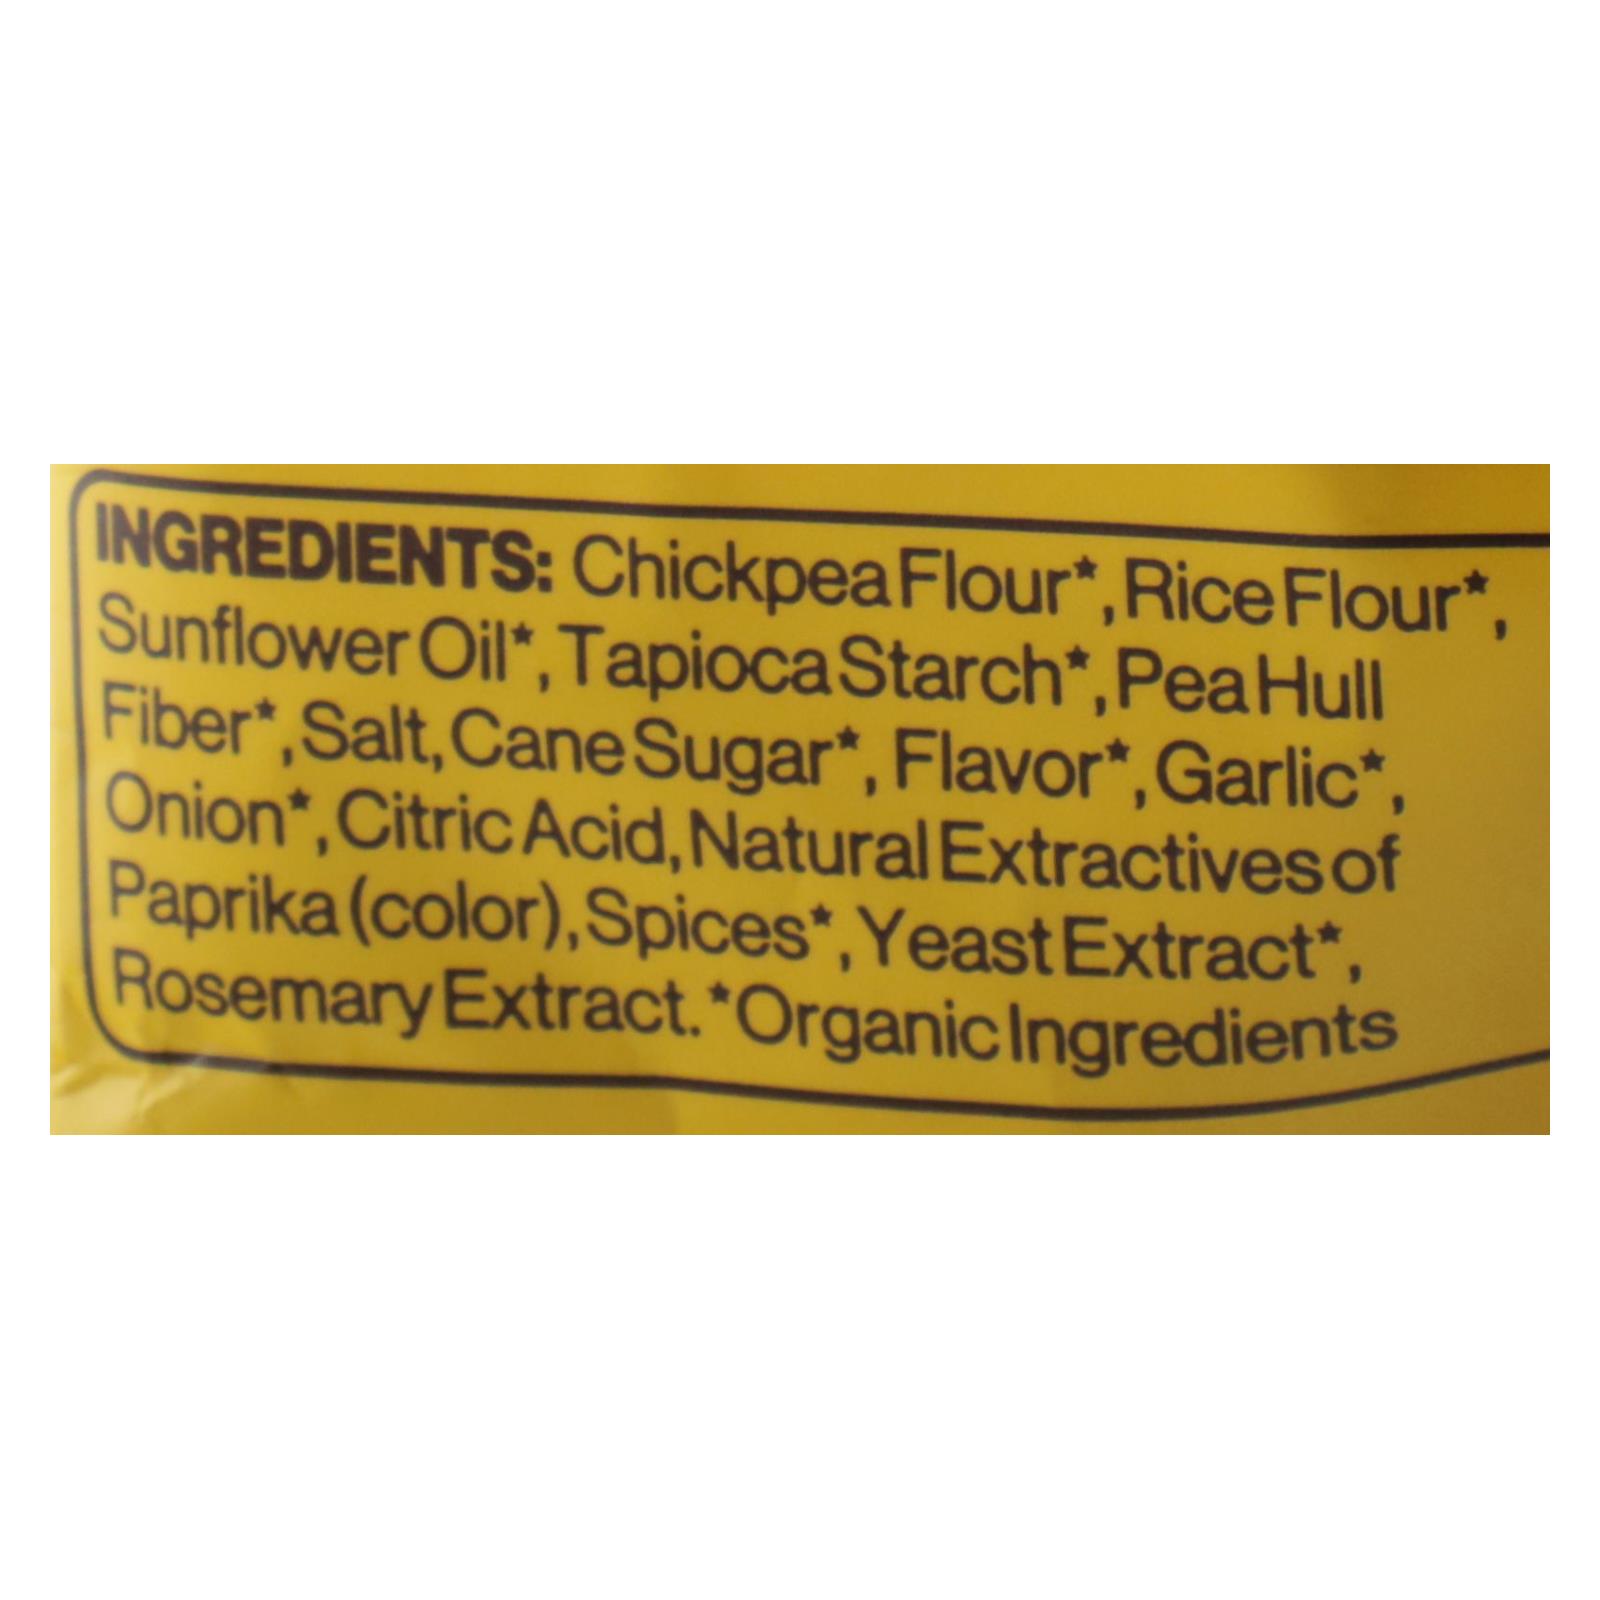 INGREDIENTS: Chickpea Flour*, Rice Flour*,
Sunflower Oil*, Tapioca Starch*, Pea Hull
Fiber*, Salt, Cane Sugar*, Flavor*, Garlic*,
Onion*, Citric Acid, Natural Extractives of
Paprika (color), Spices*, Yeast Extract*,
Rosemary Extract. *Organic Ingredients